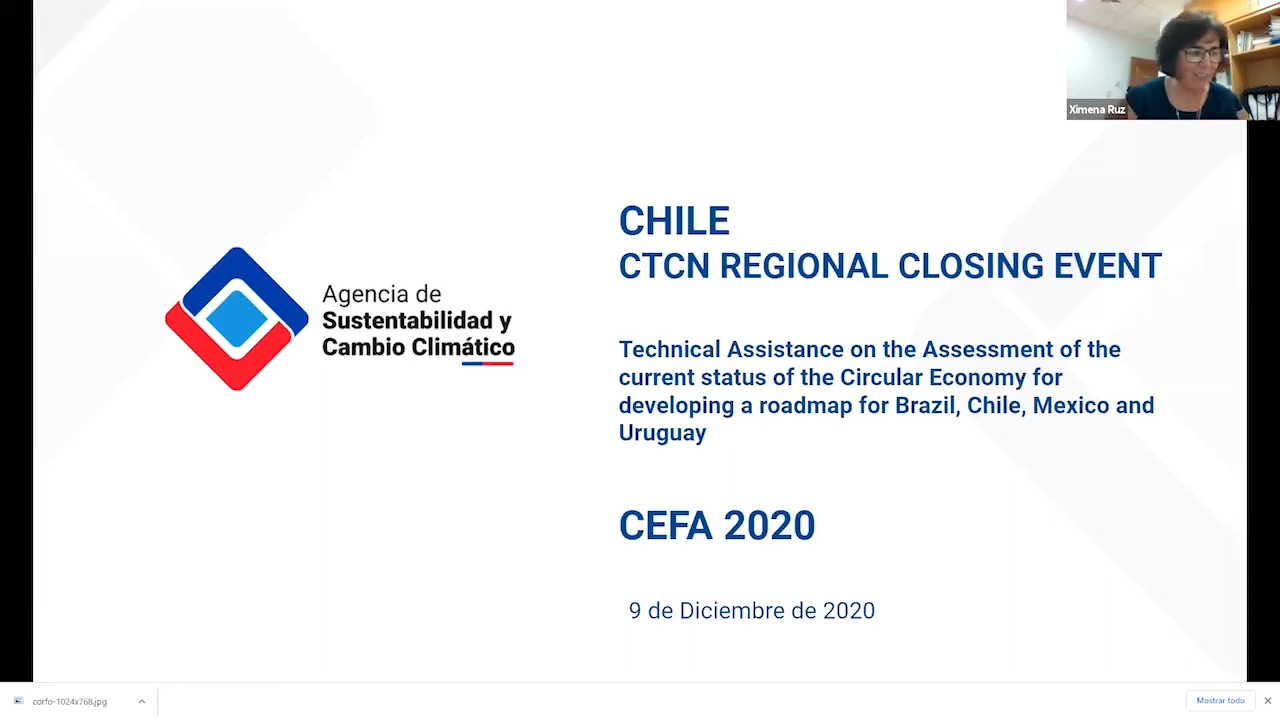 Ximena Ruz
CHILE
CTCN REGIONAL CLOSING EVENT
Agencia de
Sustentabilidad y
Cambio Climático
Technical Assistance on the Assessment of the
current status of the Circular Economy for
developing a roadmap for Brazil, Chile, Mexico and
Uruguay
CEFA 2020
9 de Diciembre de 2020
corfo-1024x768.jpg
Mostrar todo